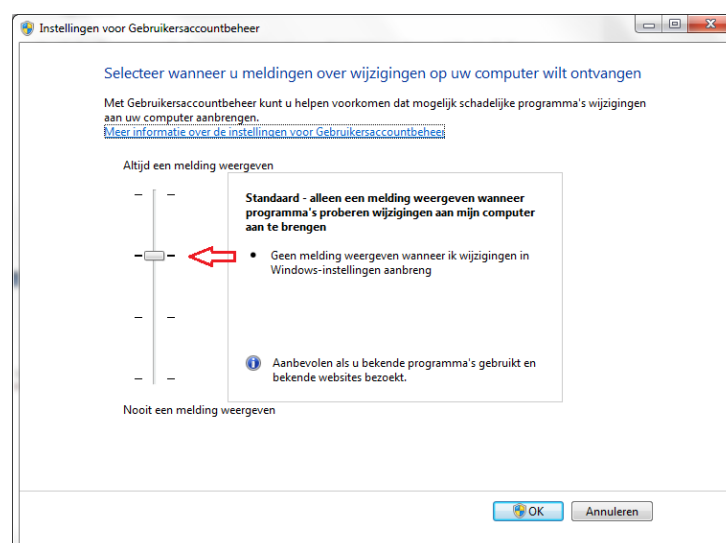 Instellingen voor Gebruikersaccountbeheer
Selecteer wanneer u meldingen over wijzigingen op uw computer wilt ontvangen
Met Gebruikersaccountbeheer kunt u helpen voorkomen dat mogelijk schadelijke programma's wijzigingen
aan uw computer aanbrengen.
Meer informatie over de instellingen voor Gebruikersaccountbeheer
Altijd een melding weergeven
Standaard - alleen een melding weergeven wanneer
programma's proberen wijzigingen aan mijn computer
aan te brengen
• Geen melding weergeven wanneer ik wijzigingen in
Windows-instellingen aanbreng
Aanbevolen als u bekende programma's gebruikt en
bekende websites bezoekt.
Nooit een melding weergeven
OK
Annuleren